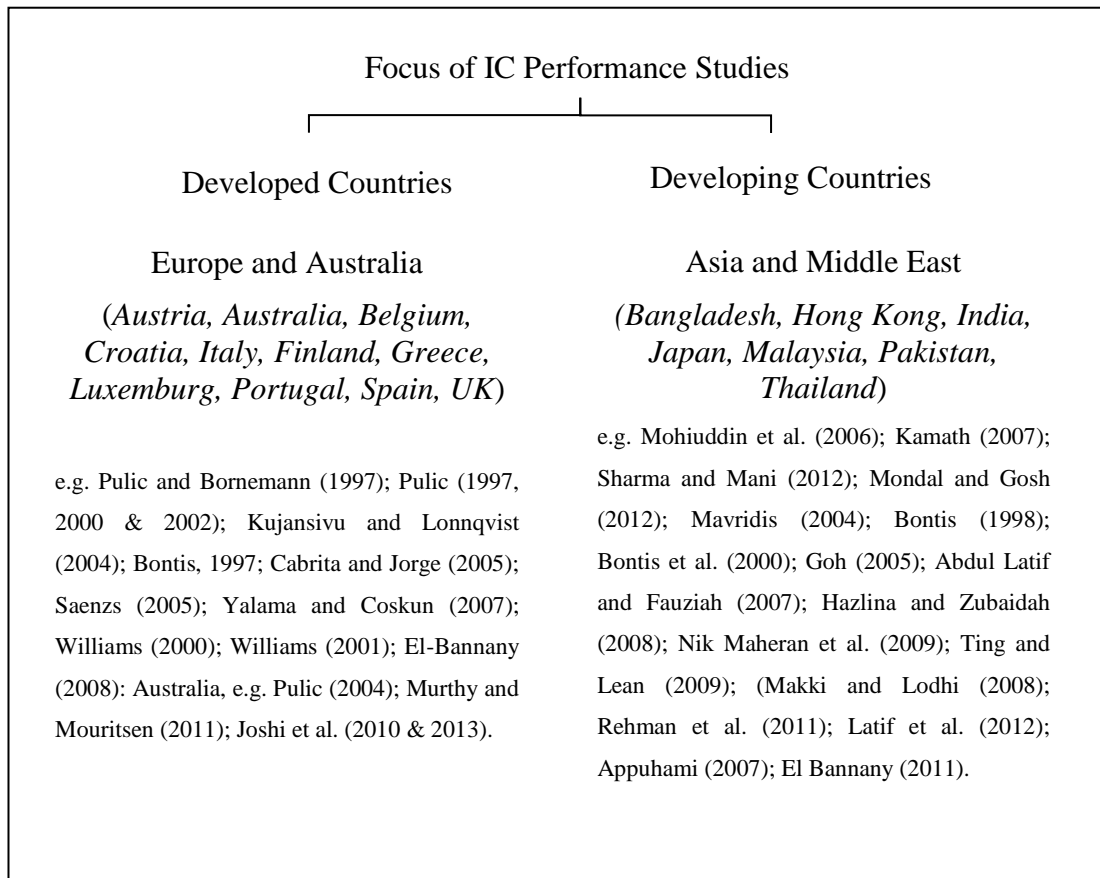 Focus of IC Performance Studies
Developed Countries
Europe and Australia
(Austria, Australia, Belgium,
Croatia, Italy, Finland, Greece,
Luxemburg, Portugal, Spain, UK)
e.g. Pulic and Bornemann (1997); Pulic (1997,
2000 & 2002); Kujansivu and Lonnqvist
(2004); Bontis, 1997; Cabrita and Jorge (2005);
Saenzs (2005); Yalama and Coskun (2007);
Williams (2000); Williams (2001); El-Bannany
(2008): Australia, e.g. Pulic (2004); Murthy and
Mouritsen (2011); Joshi et al. (2010 & 2013).
Developing Countries
Asia and Middle East
(Bangladesh, Hong Kong, India,
Japan, Malaysia, Pakistan,
Thailand)
e.g. Mohiuddin et al. (2006); Kamath (2007);
Sharma and Mani (2012); Mondal and Gosh
(2012); Mavridis (2004); Bontis (1998);
Bontis et al. (2000); Goh (2005); Abdul Latif
and Fauziah (2007); Hazlina and Zubaidah
(2008); Nik Maheran et al. (2009); Ting and
Lean (2009); (Makki and Lodhi (2008);
Rehman et al. (2011); Latif et al. (2012);
Appuhami (2007); El Bannany (2011).